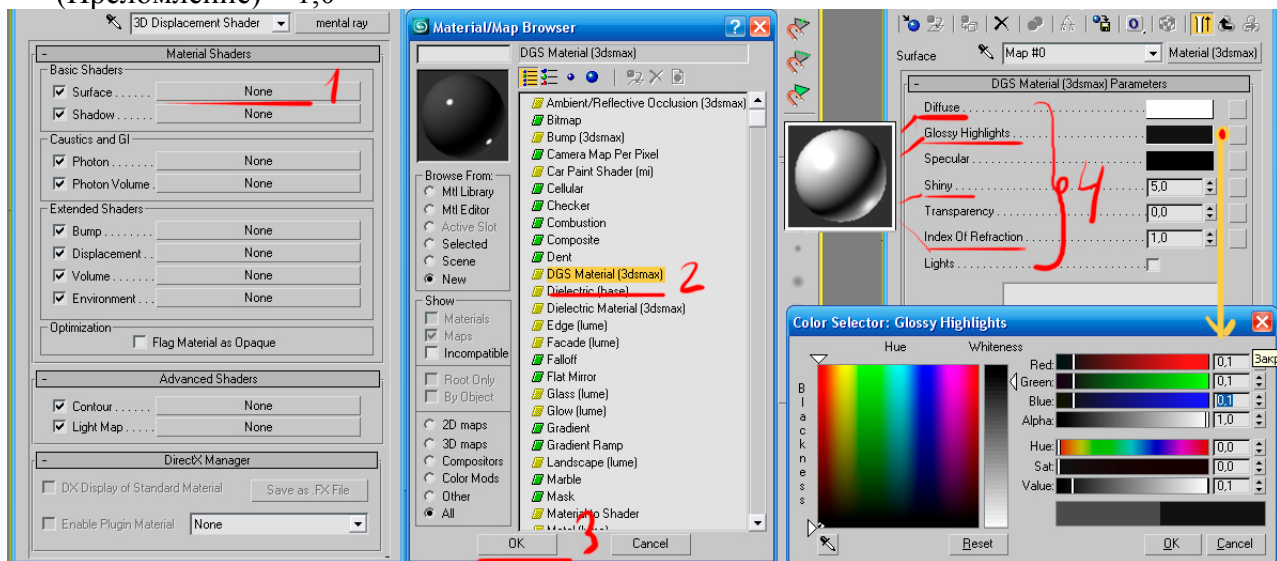 (Преломление) 1,0
3D Displacement Shader
mental ray
Material Shaders
Basic Shaders
Surface . . . . . . None
1
Shadow . . . . . . None
Caustics and GI
Photon . . . . . . . None
Photon Volume . None
Extended Shaders
Bump . . . . . . . . None
Displacement . . None
Volume . . . . . . None
Environment . . . None
Optimization
Flag Material as Opaque
Advanced Shaders
Contour . . . . . . None
Light Map . . . . . None
DirectX Manager
DX Display of Standard Material Save as .FX File
Enable Plugin Material None
Material/Map Browser
DGS Material (3dsmax)
Browse From:
Mtl Library
Mtl Editor
Active Slot
Selected
Scene
New
Show
Materials
Maps
Incompatible
Root Only
By Object
2D maps
3D maps
Compositors
Color Mods
Other
All
Ambient/Reflective Occlusion (3dsmax)
Bitmap
Bump (3dsmax)
Camera Map Per Pixel
Car Paint Shader (mi)
Cellular
Checker
Combustion
Composite
Dent
DGS Material (3dsmax)
2
Dielectric (base)
Dielectric Material (3dsmax)
Edge (lume)
Facade (lume)
Falloff
Flat Mirror
Glass (lume)
Glow (lume)
Gradient
Gradient Ramp
Landscape (lume)
Marble
Mask
Material to Shader
Metal (lume)
3
OK Cancel
Surface Map #0 Material (3dsmax)
DGS Material (3dsmax) Parameters
Diffuse
Glossy Highlights
Specular
Shiny 5,0
4
Transparency 0,0
Index Of Refraction 1,0
Lights
Color Selector: Glossy Highlights
Hue Whiteness
Blackness
Red: 0,1
Закр
Green: 0,1
Blue: 0,1
Alpha: 1,0
Hue: 0,0
Sat: 0,0
Value: 0,1
Reset OK Cancel